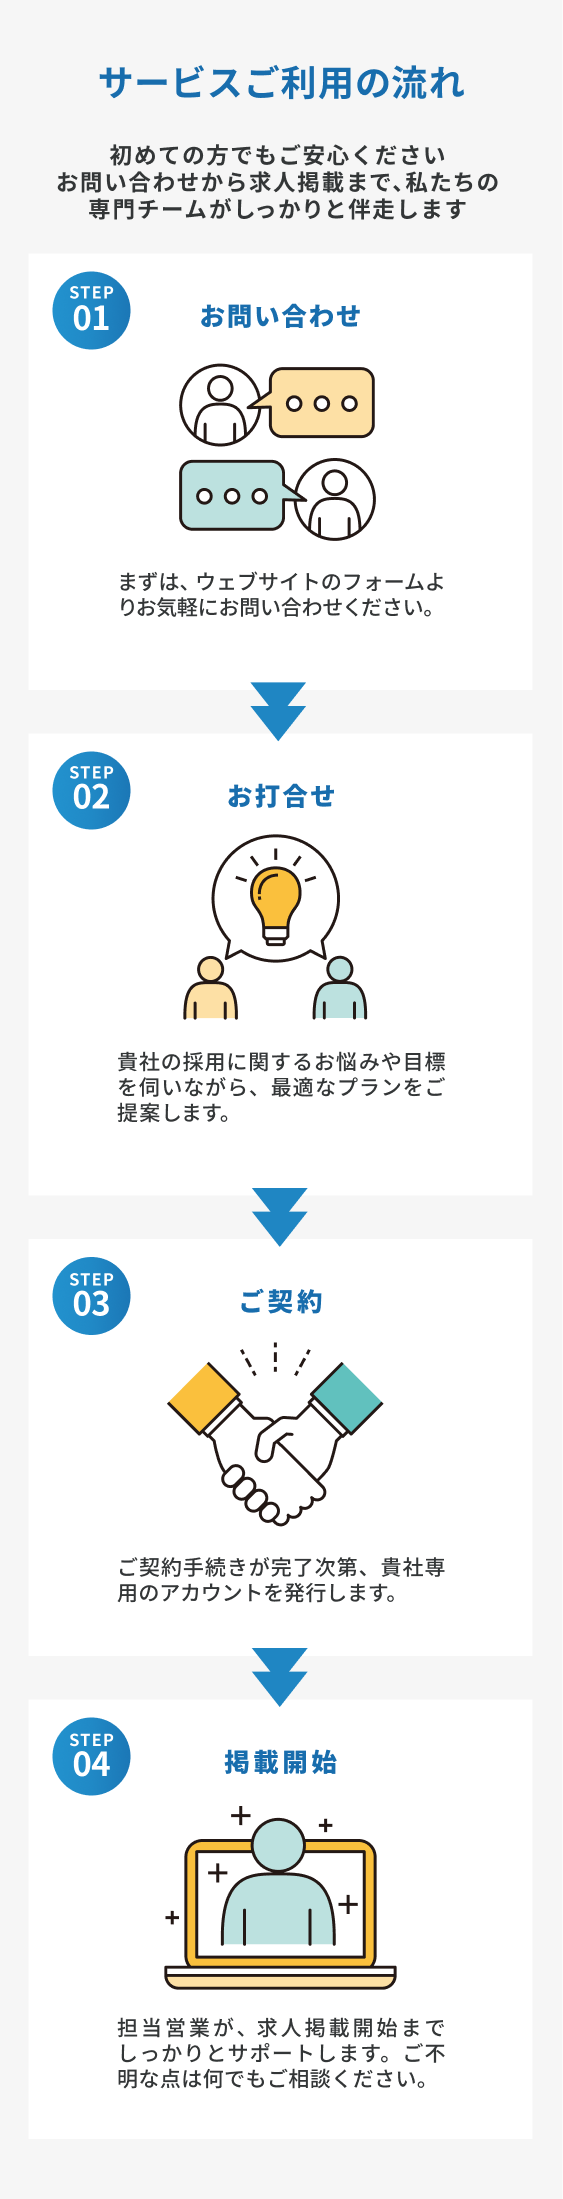 サービスご利用の流れ
初めての方でもご安心ください
お問い合わせから求人掲載まで、私たちの
専門チームがしっかりと伴走します
STEP
01
お問い合わせ
まずは、ウェブサイトのフォームよ
りお気軽にお問い合わせください。
STEP
02
お打合せ
貴社の採用に関するお悩みや目標
を伺いながら、最適なプランをご
提案します。
STEP
03
ご契約
ご契約手続きが完了次第、貴社専
用のアカウントを発行します。
STEP
04
掲載開始
担当営業が、求人掲載開始まで
しっかりとサポートします。ご不
明な点は何でもご相談ください。